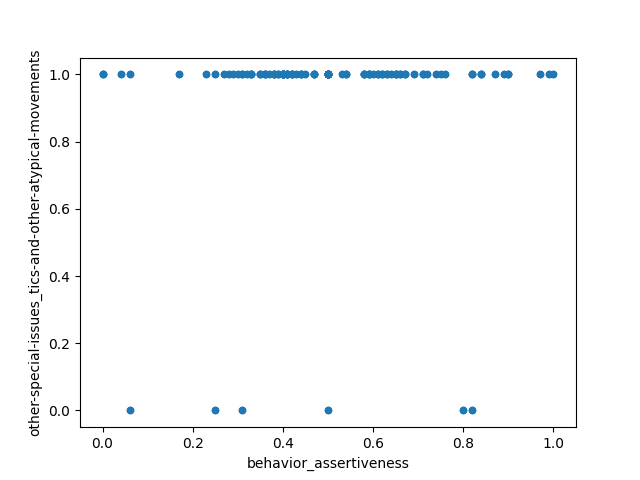 other-special-issues_tics-and-other-atypical-movements
1.0
0.8
0.6
0.4
0.2
0.0
0.0 0.2 0.4 0.6 0.8 1.0
behavior_assertiveness